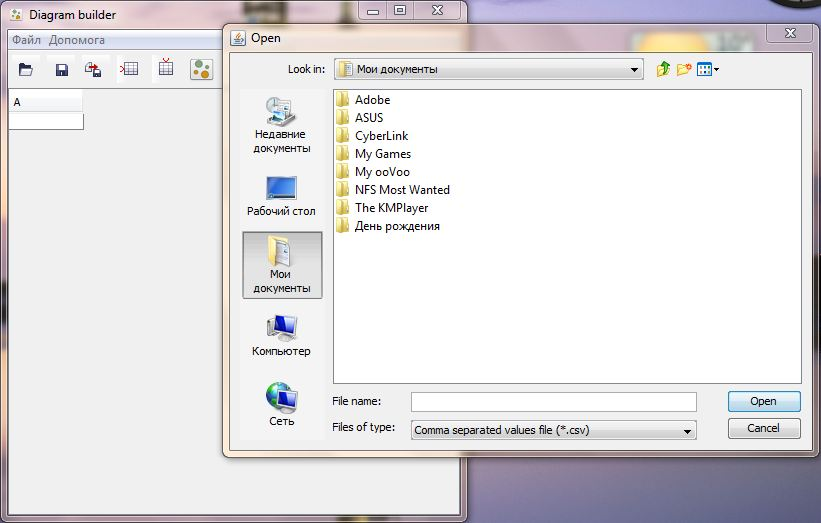 Diagram builder
Файл Допомога
A
Open
Look in: Мои документы
Недавние
документы
Рабочий стол
Мои
документы
Компьютер
Сеть
Adobe
ASUS
CyberLink
My Games
My ooVoo
NFS Most Wanted
The KMPlayer
День рождения
File name:
Open
Files of type: Comma separated values file (*.csv)
Cancel